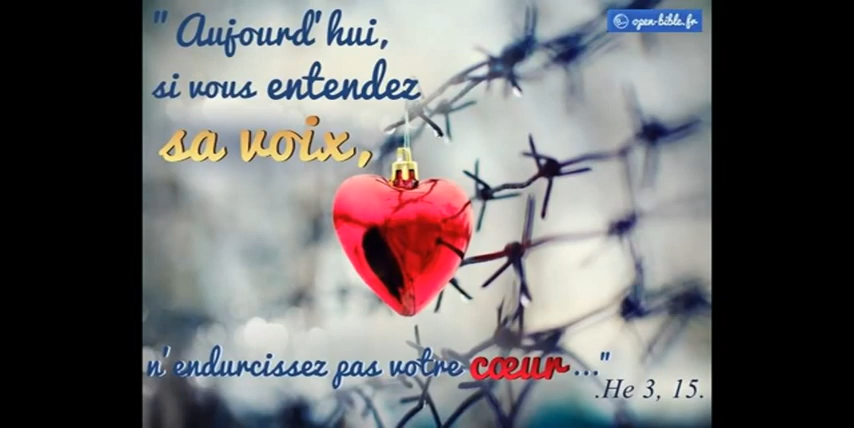 " Aujourd'hui,
si vous entendez
sa voix,
n'endurcissez pas votre cœur ..."
.He 3, 15.
open-bible.fr